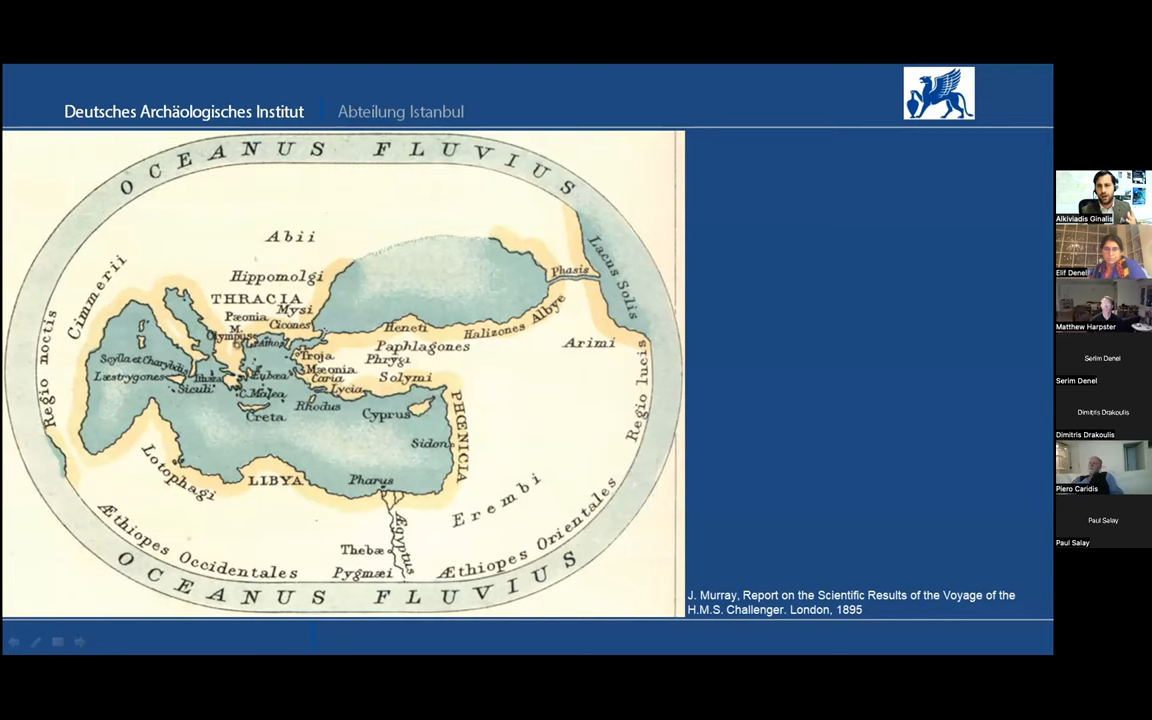 Deutsches Archäologisches Institut
Abteilung Istanbul
OCEANUS FLUVIUS
Abii
Cimmerii
Hippomolgi
Lacus Solis
Phasis
THRACIA
Mysi
Pæonia
Cicones
M. Olympus
Heneti
Halizones
Albye
Regio noctis
Troja
Paphlagones
Arimi
Scylla et Charybdis
Mæonia
Phrygi
Læstrygones
Ithaca
Eubœa
Caria
Solymi
Siculi
C. Malea
Lycia
Rhodus
Creta
Cyprus
PHŒNICIA
Regio lucis
Sidon
Lotophagi
LIBYA
Pharus
Erembi
Æthiopes Occidentales
Ægyptus
Thebæ
Pygmæi
Æthiopes Orientales
OCEANUS FLUVIUS
J. Murray, Report on the Scientific Results of the Voyage of the
H.M.S. Challenger. London, 1895
Alkiviadis Ginalis
Elif Denel
Matthew Harpster
Serim Denel
Serim Denel
Dimitris Drakoulis
Dimitris Drakoulis
Piero Caridis
Paul Salay
Paul Salay